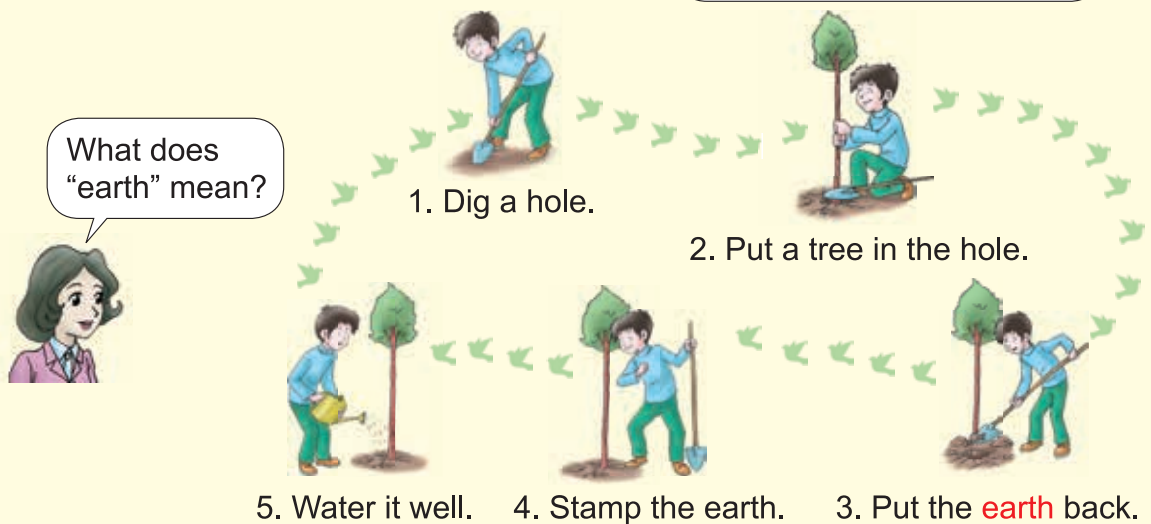 What does
“earth” mean?
1. Dig a hole.
2. Put a tree in the hole.
3. Put the earth back.
4. Stamp the earth.
5. Water it well.